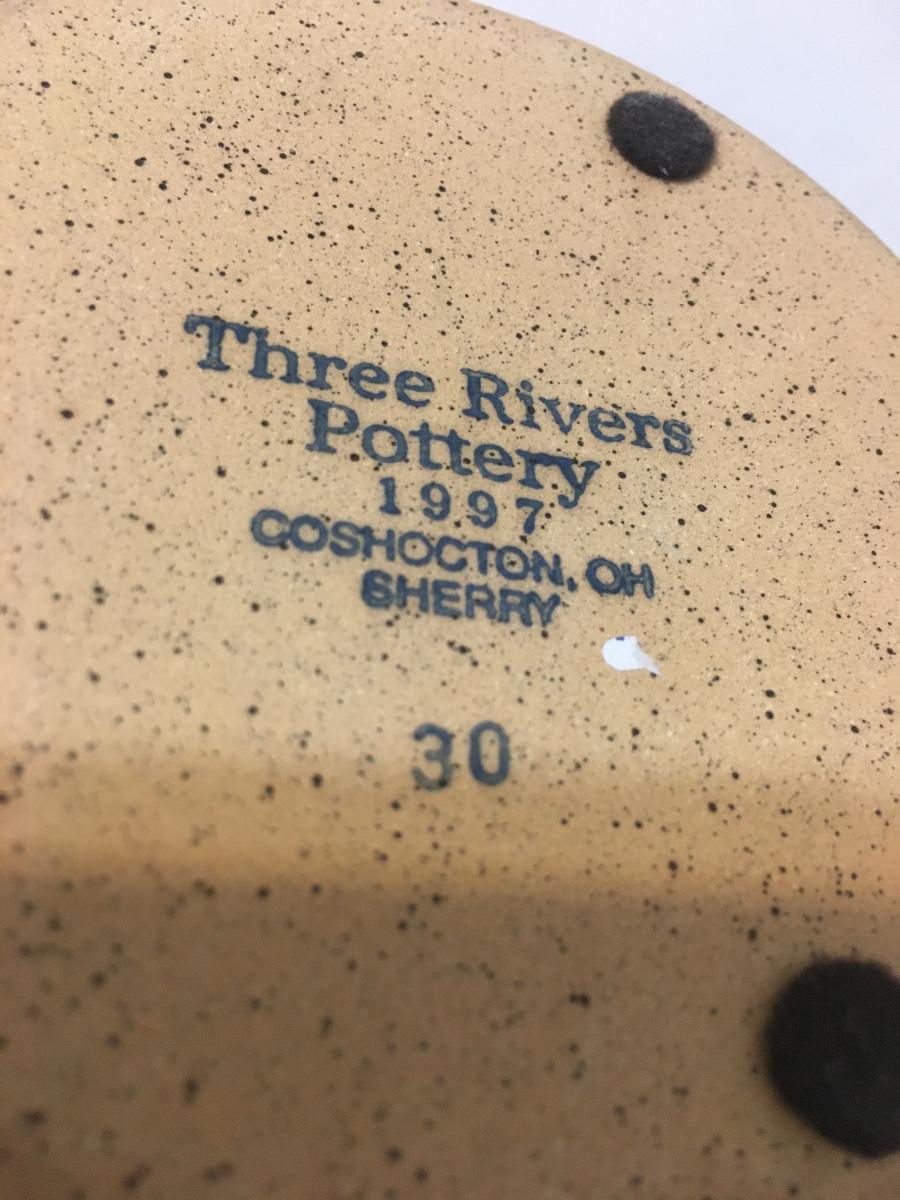 Three Rivers
Pottery
1997
COSHOCTON, OH
SHERRY
30